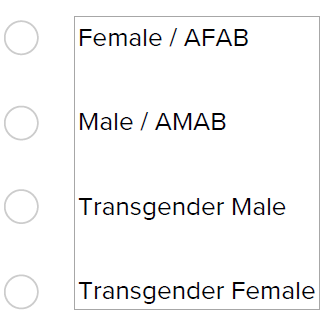 Female / AFAB
Male / AMAB
Transgender Male
Transgender Female